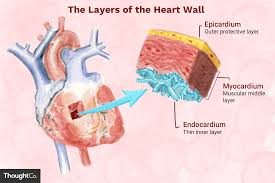 The Layers of the Heart Wall
Epicardium
Outer protective layer
Myocardium
Muscular middle
layer
Endocardium
Thin inner layer
ThoughtCo.